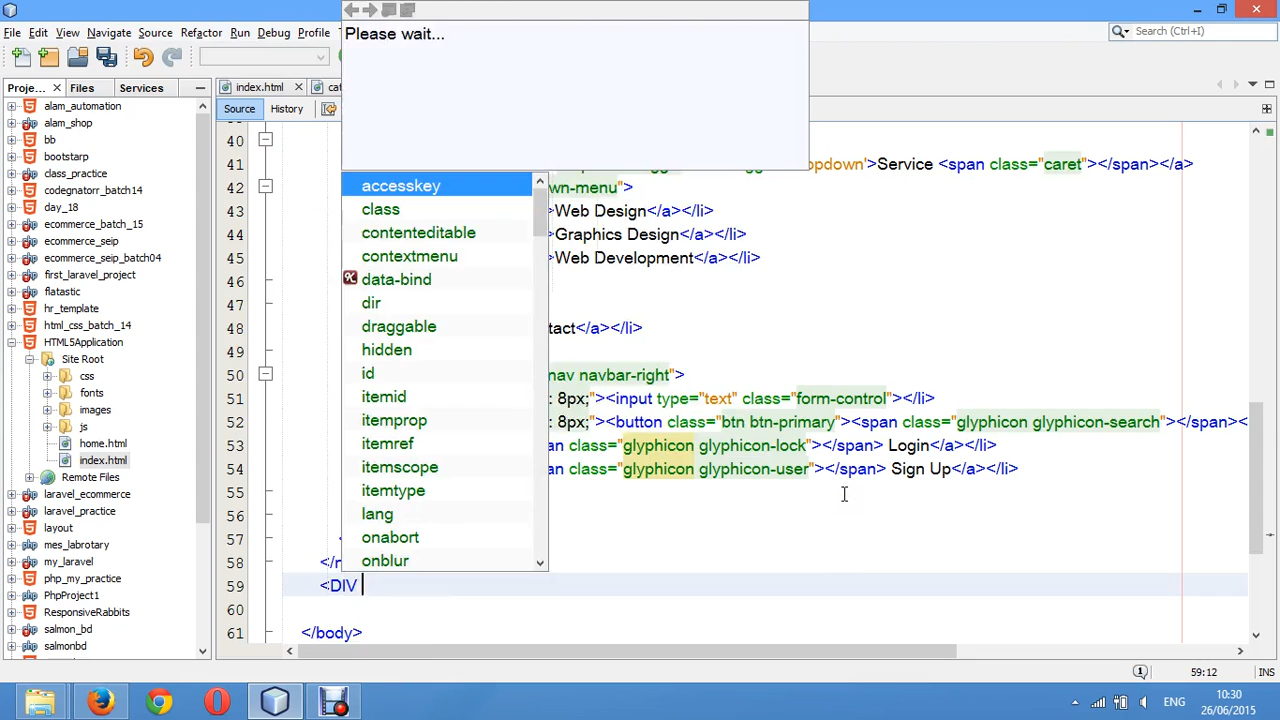 Please wait...
File Edit View Navigate Source Refactor Run Debug Profile
Search (Ctrl+I)
Proje... Files Services
index.html
Source History
alam_automation
alam_shop
bb
bootstarp
class_practice
codegnatorr_batch14
day_18
ecommerce_batch_15
ecommerce_seip
ecommerce_seip_batch04
first_laravel_project
flatastic
hr_template
html_css_batch_14
HTML5Application
Site Root
css
fonts
images
js
home.html
index.html
Remote Files
laravel_ecommerce
laravel_practice
layout
mes_labrotary
my_laravel
php_my_practice
PhpProject1
ResponsiveRabbits
salmon_bd
salmonbd
accesskey
class
contenteditable
contextmenu
data-bind
dir
draggable
hidden
id
itemid
itemprop
itemref
itemscope
itemtype
lang
onabort
onblur
40
41 opdown'>Service <span class="caret"></span></a>
42 wn-menu">
43 >Web Design</a></li>
44 >Graphics Design</a></li>
45 >Web Development</a></li>
46
47
48 tact</a></li>
49
50 nav navbar-right">
51 : 8px;"><input type="text" class="form-control"></li>
52 : 8px;"><button class="btn btn-primary"><span class="glyphicon glyphicon-search"></span><
53 an class="glyphicon glyphicon-lock"></span> Login</a></li>
54 an class="glyphicon glyphicon-user"></span> Sign Up</a></li>
55
56
57
58 </n
59 <DIV
60
61 </body>
59:12 INS
ENG
10:30
26/06/2015